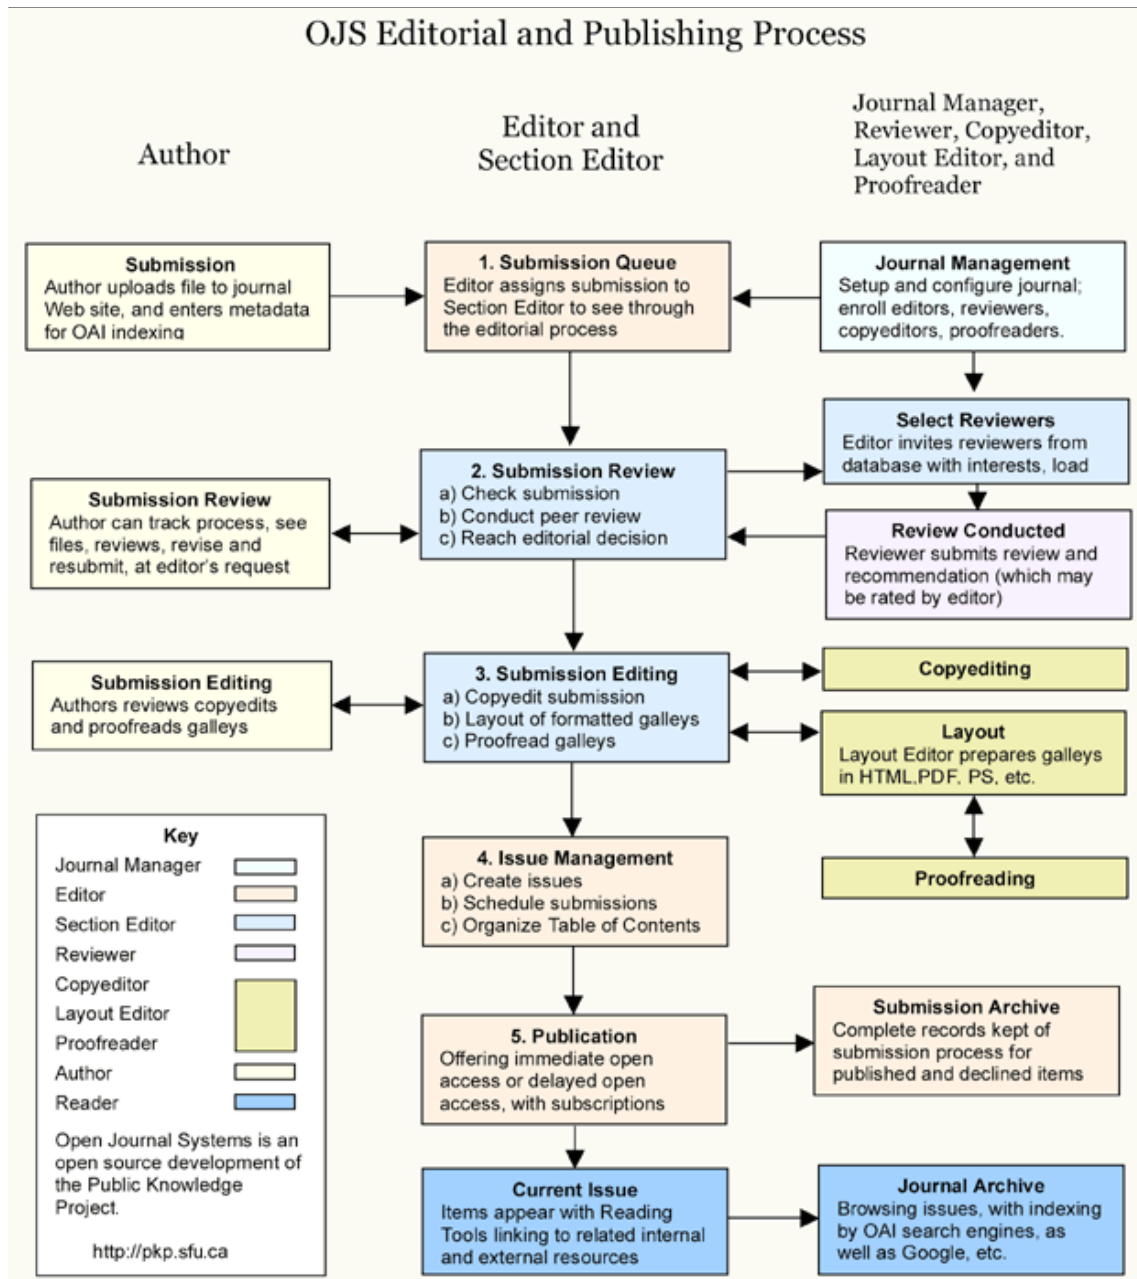 OJS Editorial and Publishing Process
Author
Editor and
Section Editor
Journal Manager,
Reviewer, Copyeditor,
Layout Editor, and
Proofreader
Submission
Author uploads file to journal
Web site, and enters metadata
for OAI indexing
1. Submission Queue
Editor assigns submission to
Section Editor to see through
the editorial process
Journal Management
Setup and configure journal;
enroll editors, reviewers,
copyeditors, proofreaders.
Select Reviewers
Editor invites reviewers from
database with interests, load
2. Submission Review
a) Check submission
b) Conduct peer review
c) Reach editorial decision
Submission Review
Author can track process, see
files, reviews, revise and
resubmit, at editor's request
Review Conducted
Reviewer submits review and
recommendation (which may
be rated by editor)
Submission Editing
Authors reviews copyedits
and proofreads galleys
3. Submission Editing
a) Copyedit submission
b) Layout of formatted galleys
c) Proofread galleys
Copyediting
Layout
Layout Editor prepares galleys
in HTML,PDF, PS, etc.
Proofreading
4. Issue Management
a) Create issues
b) Schedule submissions
c) Organize Table of Contents
5. Publication
Offering immediate open
access or delayed open
access, with subscriptions
Submission Archive
Complete records kept of
submission process for
published and declined items
Current Issue
Items appear with Reading
Tools linking to related internal
and external resources
Journal Archive
Browsing issues, with indexing
by OAI search engines, as
well as Google, etc.
Key
Journal Manager
Editor
Section Editor
Reviewer
Copyeditor
Layout Editor
Proofreader
Author
Reader
Open Journal Systems is an
open source development of
the Public Knowledge
Project.
http://pkp.sfu.ca